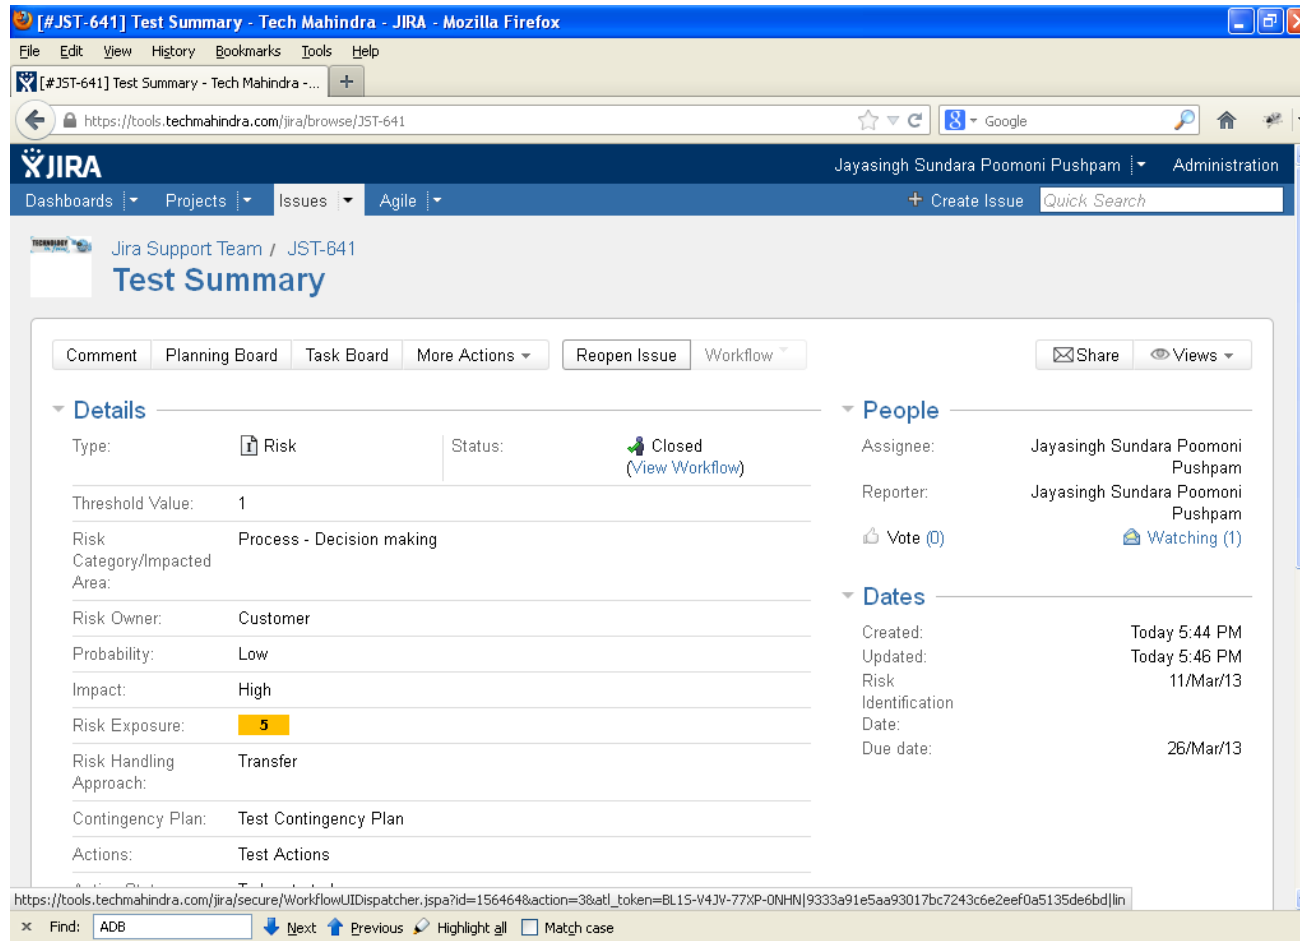 [#JST-641] Test Summary - Tech Mahindra - JIRA - Mozilla Firefox
File Edit View History Bookmarks Tools Help
[#JST-641] Test Summary - Tech Mahindra -... +
https://tools.techmahindra.com/jira/browse/JST-641 Google
JIRA Jayasingh Sundara Poomoni Pushpam Administration
Dashboards Projects Issues Agile + Create Issue Quick Search
TECHNOLOGY
Jira Support Team / JST-641
Test Summary
Comment Planning Board Task Board More Actions Reopen Issue Workflow Share Views
Details
Type: Risk Status: Closed
(View Workflow)
Threshold Value: 1
Risk Process - Decision making
Category/Impacted
Area:
Risk Owner: Customer
Probability: Low
Impact: High
Risk Exposure: 5
Risk Handling Transfer
Approach:
Contingency Plan: Test Contingency Plan
Actions: Test Actions
People
Assignee: Jayasingh Sundara Poomoni
Pushpam
Reporter: Jayasingh Sundara Poomoni
Pushpam
Vote (0) Watching (1)
Dates
Created: Today 5:44 PM
Updated: Today 5:46 PM
Risk 11/Mar/13
Identification
Date:
Due date: 26/Mar/13
https://tools.techmahindra.com/jira/secure/WorkflowUIDispatcher.jspa?id=156464&action=3&atl_token=BL1S-V4JV-77XP-0NHN|9333a91e5aa93017bc7243c6e2eef0a5135de6bd|lin
× Find: ADB Next Previous Highlight all Match case